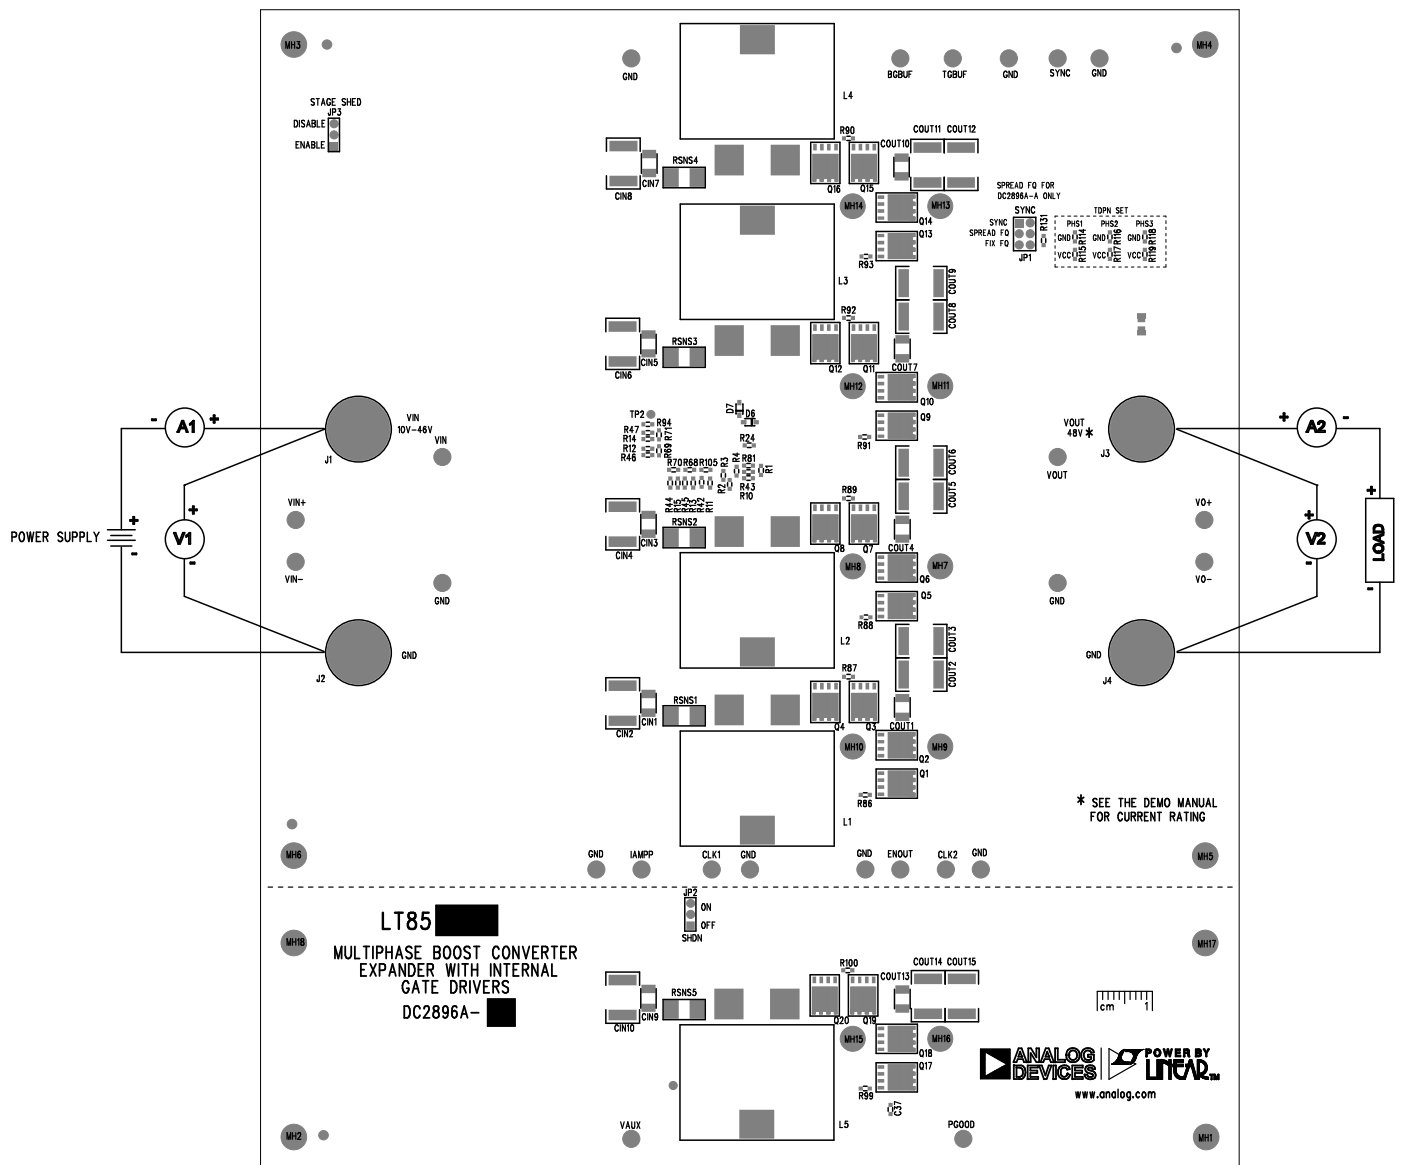 MH3
MH4
GND
BGBUF
TGBUF
GND
SYNC
GND
L4
STAGE SHED
JP3
DISABLE
ENABLE
R90
COUT10
COUT11
COUT12
RSNS4
CIN7
CIN8
Q16
Q15
MH14
MH13
Q14
Q13
R93
SPREAD FQ FOR
DC2896A-A ONLY
SYNC
SYNC
SPREAD FQ
FIX FQ
JP1
R131
TDPN SET
PHS1
PHS2
PHS3
GND
R114
GND
R116
GND
R118
VCC
R115
VCC
R117
VCC
R119
L3
COUT9
COUT8
R92
RSNS3
CIN5
CIN6
Q12
Q11
COUT7
MH12
MH11
Q10
Q9
R91
TP2
D7
D6
R94
R47
R14
R71
R12
R46
R69
R24
R70
R68
R105
R3
R4
R81
R1
R2
R43
R10
R44
R15
R45
R13
R42
R11
COUT6
COUT5
R89
RSNS2
CIN3
CIN4
Q8
Q7
COUT4
MH8
MH7
Q6
Q5
R88
L2
COUT3
COUT2
R87
RSNS1
CIN1
CIN2
Q4
Q3
COUT1
MH10
MH9
Q2
Q1
R86
L1
- A1 +
VIN
10V-46V
VIN
J1
VIN+
VIN-
+
V1
-
POWER SUPPLY
+
-
GND
GND
J2
VOUT
48V *
J3
VOUT
+ A2 -
VO+
VO-
+
V2
-
+
LOAD
-
GND
GND
J4
* SEE THE DEMO MANUAL
FOR CURRENT RATING
MH6
MH5
GND
IAMPP
CLK1
GND
GND
ENOUT
CLK2
GND
JP2
ON
OFF
SHDN
LT85
MH18
MH17
MULTIPHASE BOOST CONVERTER
EXPANDER WITH INTERNAL
GATE DRIVERS
DC2896A-
R100
COUT13
COUT14
COUT15
RSNS5
CIN9
CIN10
Q20
Q19
MH15
MH16
Q18
Q17
R99
C37
L5
cm 1
ANALOG
DEVICES
POWER BY
LINEAR™
www.analog.com
MH2
VAUX
PGOOD
MH1